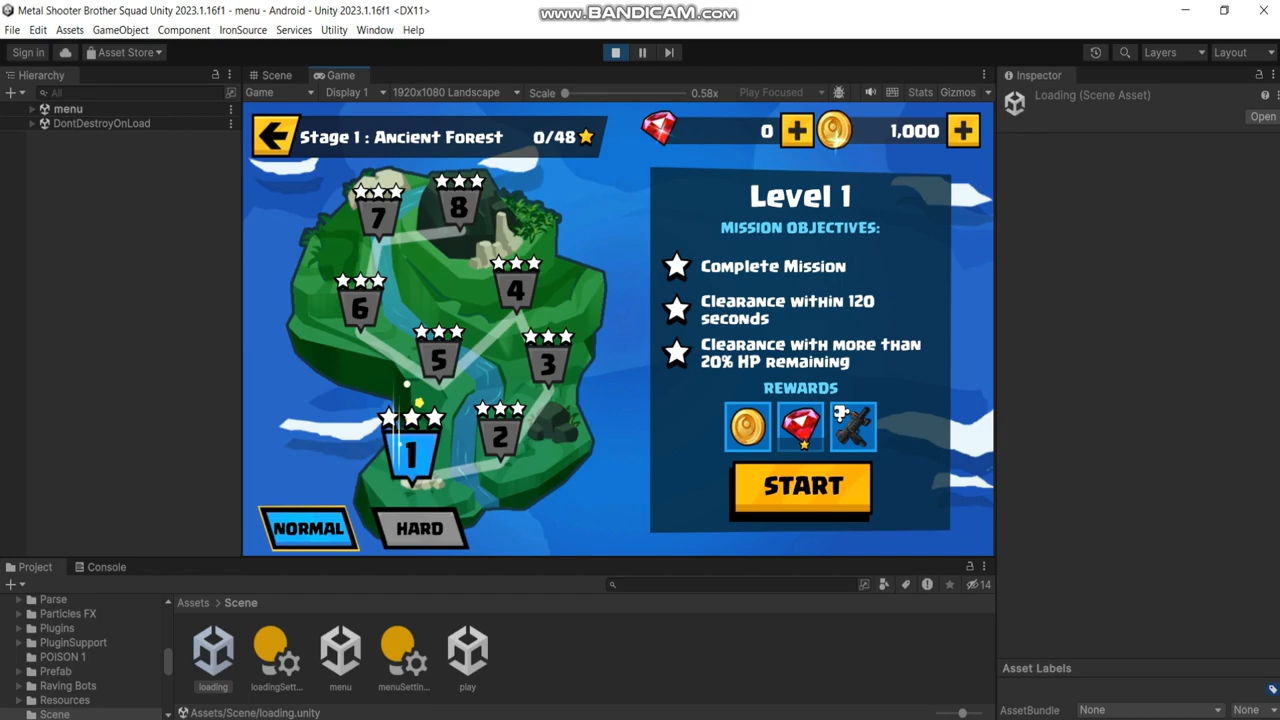 Metal Shooter Brother Squad Unity 2023.1.16f1 - menu - Android - Unity 2023.1.16f1 <DX11>
www.BANDICAM.com
File Edit Assets GameObject Component IronSource Services Utility Window Help
Sign in Asset Store Layers Layout
Hierarchy Scene Game Inspector
All Game Display 1 1920x1080 Landscape Scale 0.58x Play Focused Stats Gizmos
Loading (Scene Asset)
Open
menu
DontDestroyOnLoad
Stage 1 : Ancient Forest 0/48
0 1,000
7
8
6
4
5
3
1
2
NORMAL HARD
Level 1
MISSION OBJECTIVES:
Complete Mission
Clearance within 120
seconds
Clearance with more than
20% HP remaining
REWARDS
START
Project Console
14
Parse
Particles FX
Plugins
PluginSupport
POISON 1
Prefab
Raving Bots
Resources
Scene
Assets > Scene
loading loadingSett... menu menuSettin... play
Assets/Scene/loading.unity
Asset Labels
AssetBundle None None